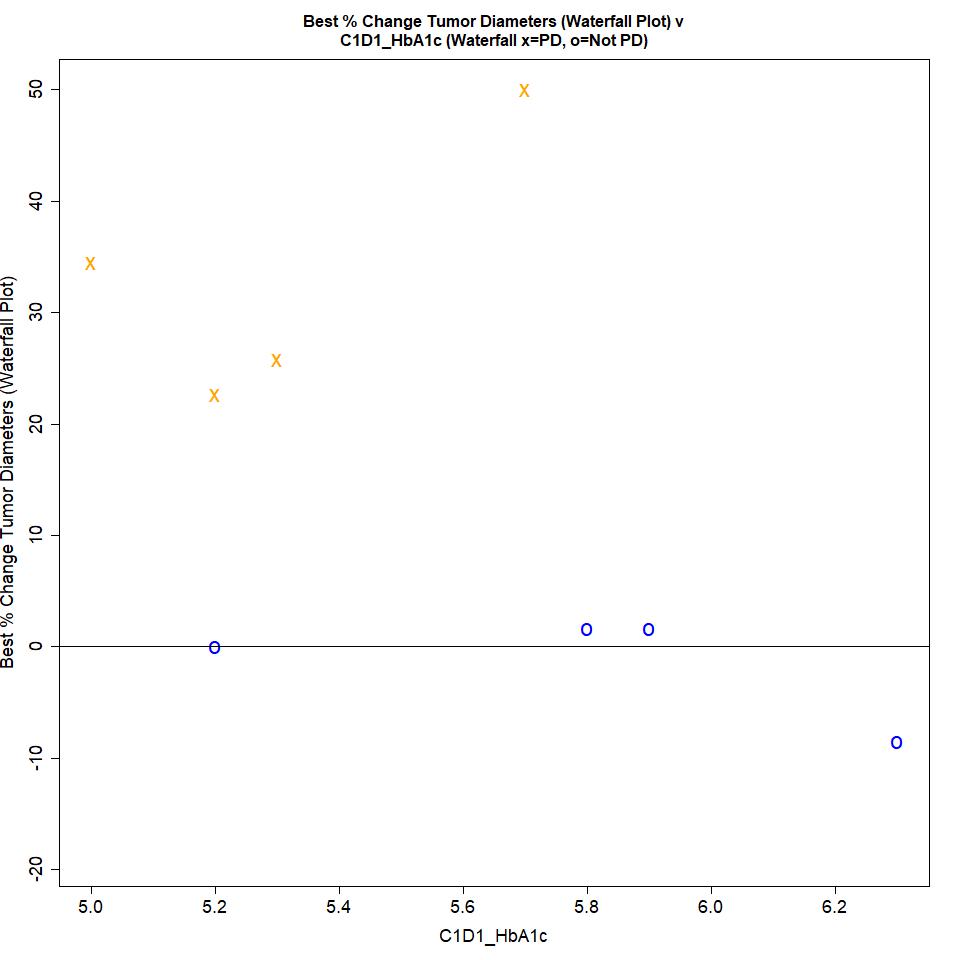 Best % Change Tumor Diameters (Waterfall Plot) v
C1D1_HbA1c (Waterfall x=PD, o=Not PD)
Best % Change Tumor Diameters (Waterfall Plot)
50
40
30
20
10
0
-10
-20
X
X
X
X
O
O
O
O
5.0 5.2 5.4 5.6 5.8 6.0 6.2
C1D1_HbA1c